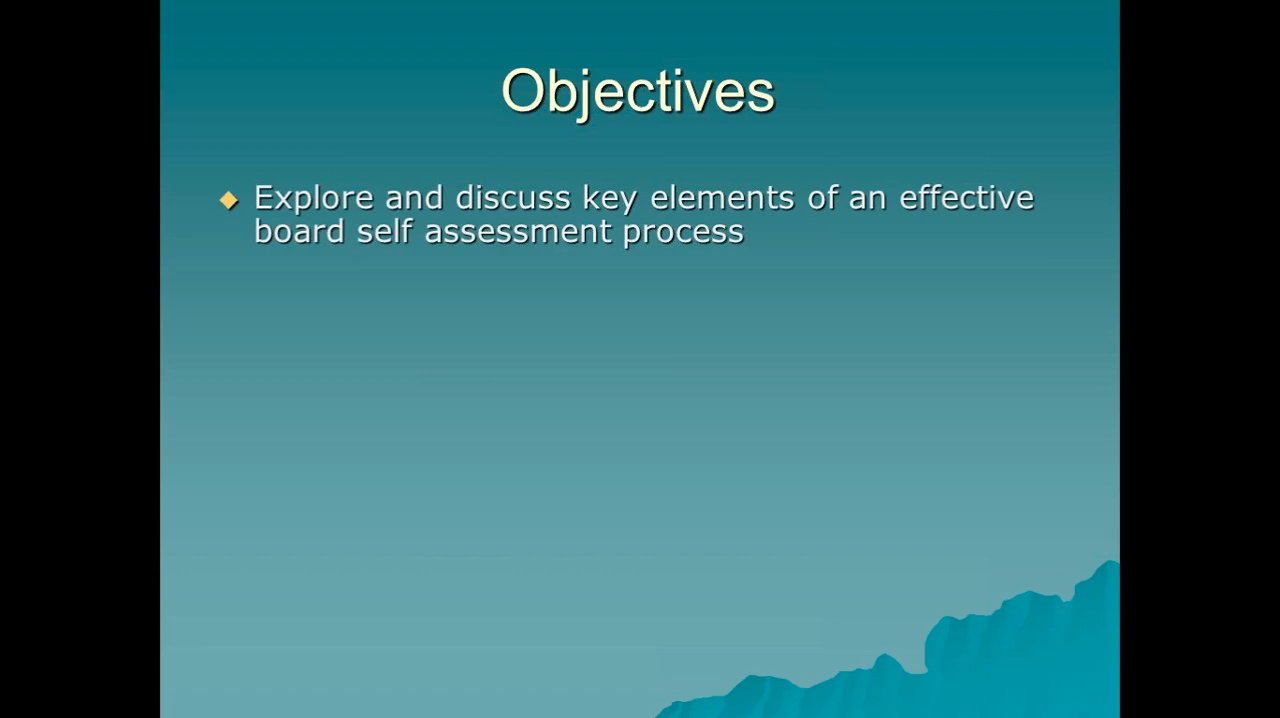 Objectives
Explore and discuss key elements of an effective
board self assessment process